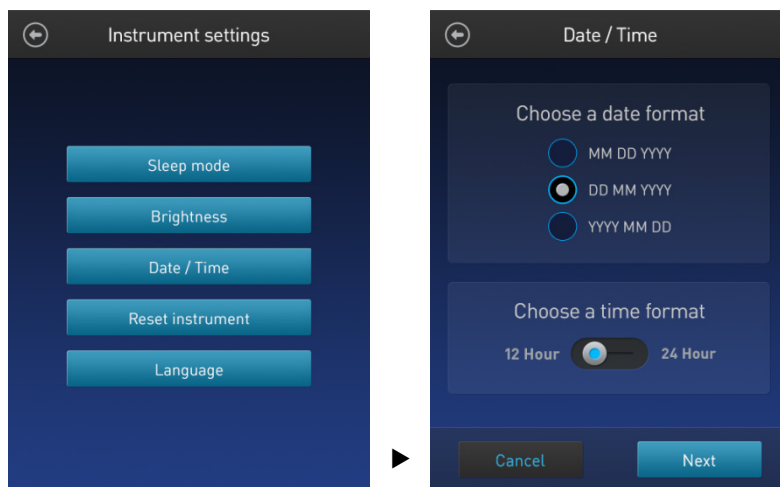 Instrument settings
Sleep mode
Brightness
Date / Time
Reset instrument
Language
Date / Time
Choose a date format
MM DD YYYY
DD MM YYYY
YYYY MM DD
Choose a time format
12 Hour 24 Hour
Cancel Next